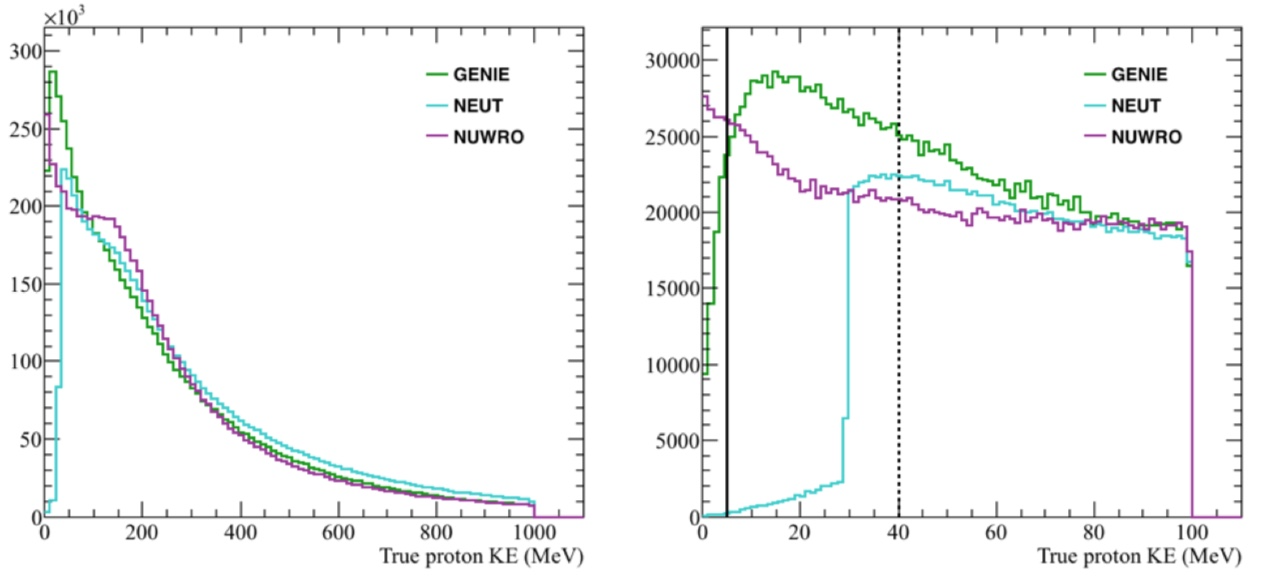 ×10³
300
250
200
150
100
50
0
0 200 400 600 800 1000
True proton KE (MeV)
GENIE
NEUT
NUWRO
30000
25000
20000
15000
10000
5000
0
0 20 40 60 80 100
True proton KE (MeV)
GENIE
NEUT
NUWRO